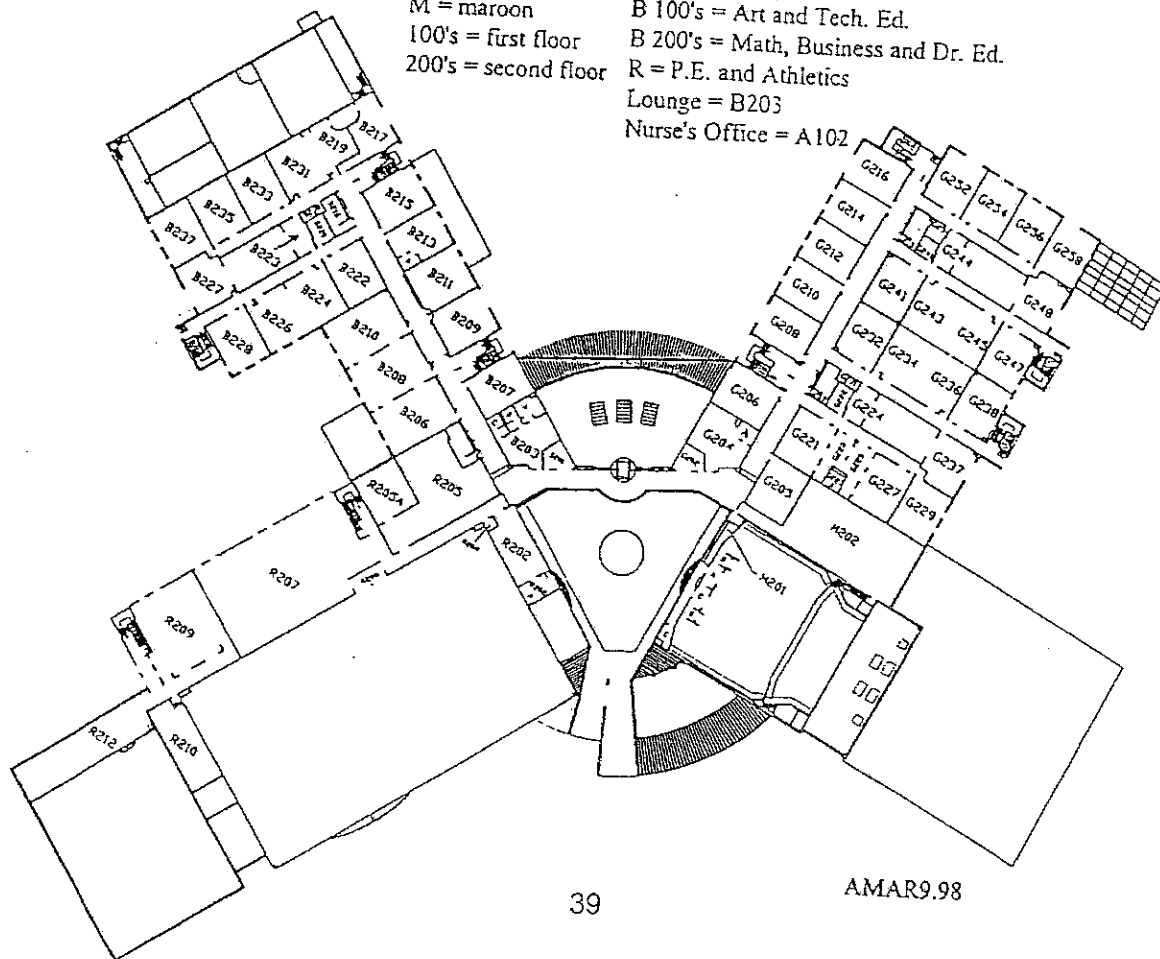 M = maroon
100's = first floor
200's = second floor
B 100's = Art and Tech. Ed.
B 200's = Math, Business and Dr. Ed.
R = P.E. and Athletics
Lounge = B203
Nurse's Office = A102
B217
B219
B231
B233
B235
B237
B215
B213
B211
B209
B207
B203
B223
B227
B222
B224
B226
B228
B210
B208
B206
R205
R205A
R202
R207
R209
R210
R212
G216
G214
G212
G210
G208
G206
G204
G203
G252
G254
G256
G258
G244
G248
G241
G243
G245
G247
G232
G234
G236
G238
G224
G237
G221
G227
G229
M202
M201
39
AMAR9.98